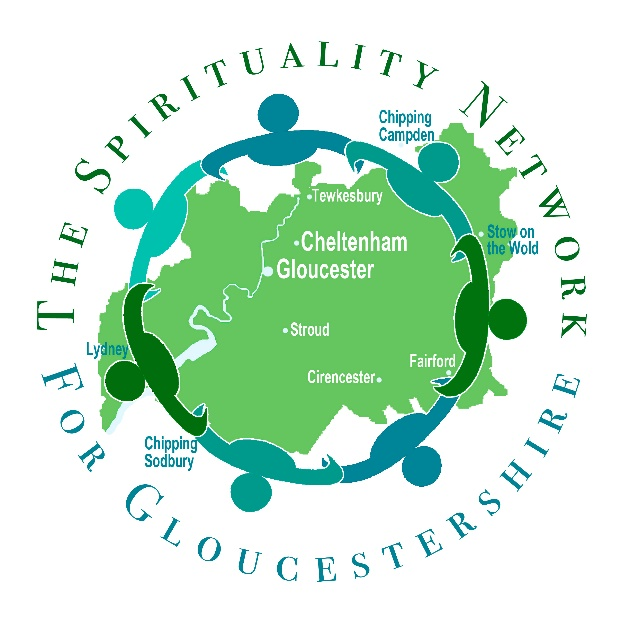 THE SPIRITUALITY NETWORK
FOR GLOUCESTERSHIRE
Chipping
Campden
Tewkesbury
Stow on
the Wold
Cheltenham
Gloucester
Stroud
Lydney
Fairford
Cirencester
Chipping
Sodbury